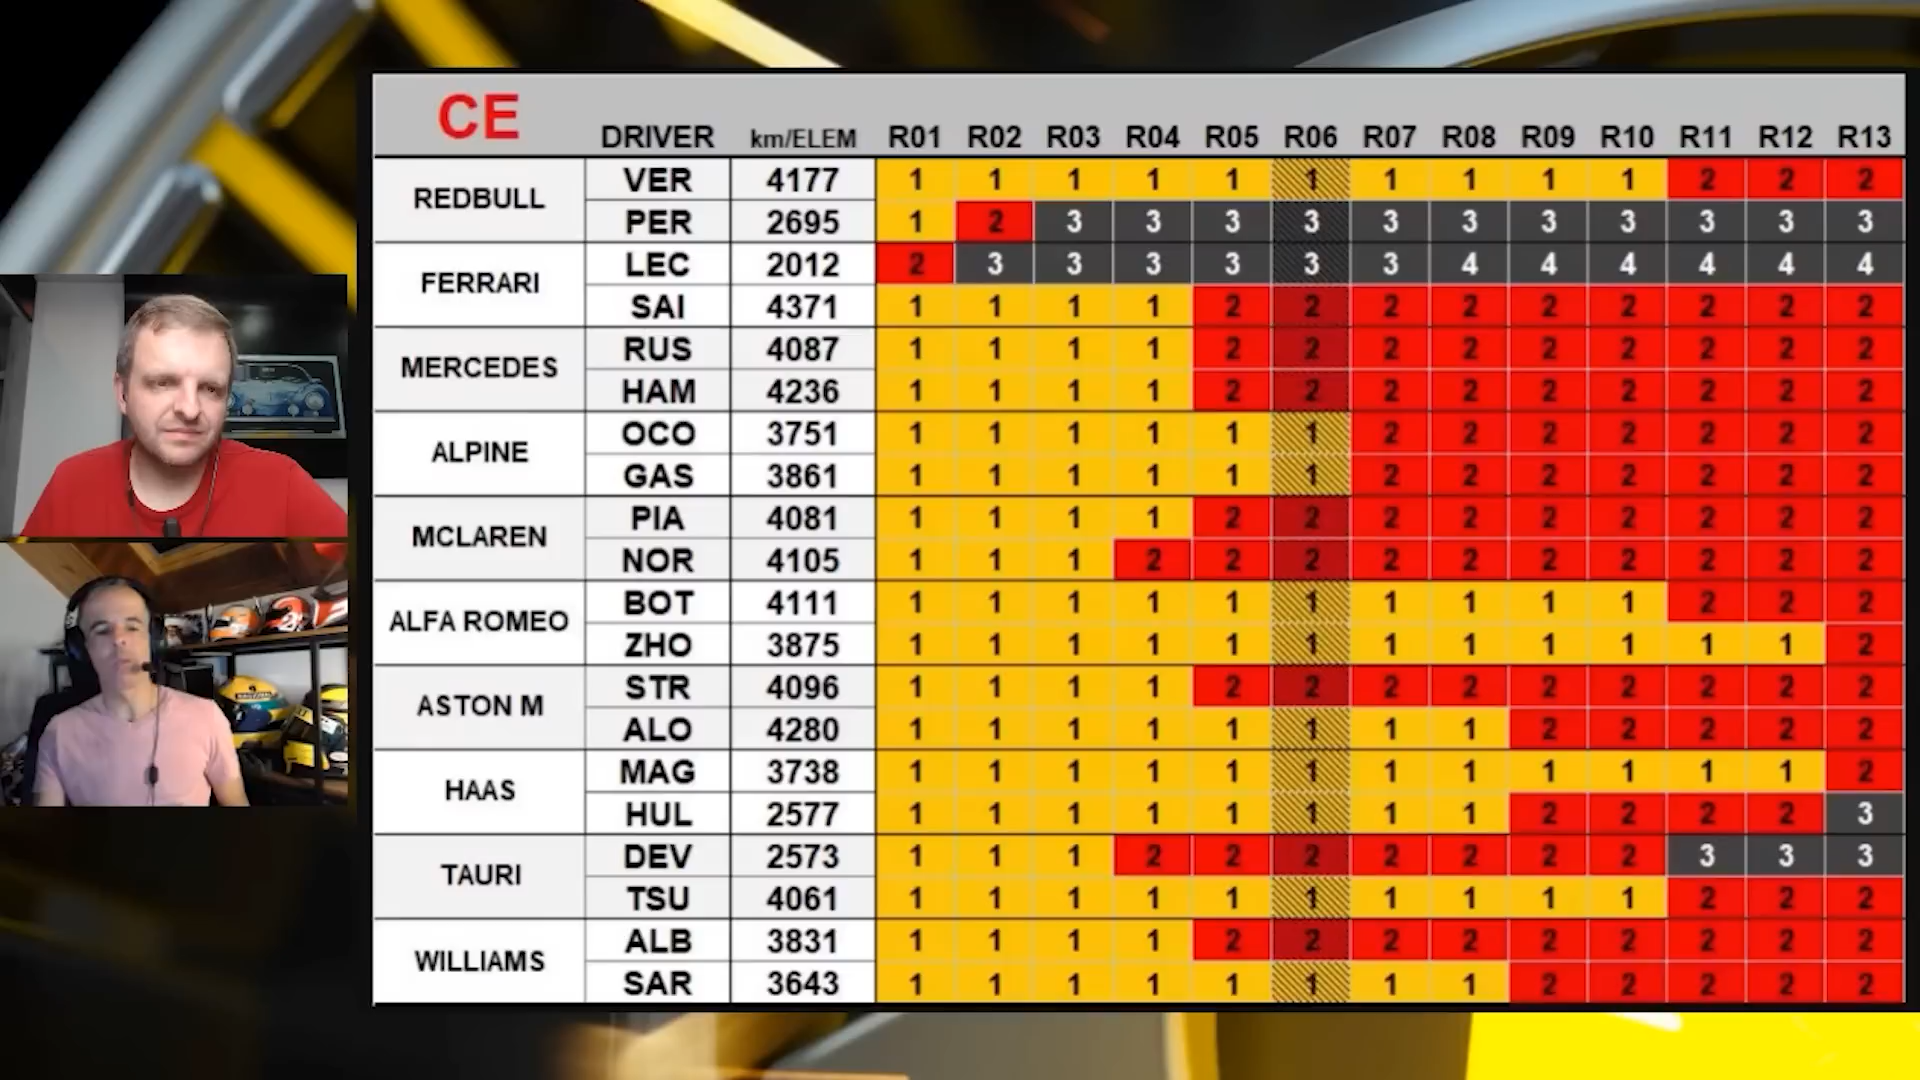 CE DRIVER km/ELEM R01 R02 R03 R04 R05 R06 R07 R08 R09 R10 R11 R12 R13
REDBULL
VER 4177 1 1 1 1 1 1 1 1 1 1 2 2 2
PER 2695 1 2 3 3 3 3 3 3 3 3 3 3 3
FERRARI
LEC 2012 2 3 3 3 3 3 3 4 4 4 4 4 4
SAI 4371 1 1 1 1 2 2 2 2 2 2 2 2 2
MERCEDES
RUS 4087 1 1 1 1 2 2 2 2 2 2 2 2 2
HAM 4236 1 1 1 1 2 2 2 2 2 2 2 2 2
ALPINE
OCO 3751 1 1 1 1 1 1 2 2 2 2 2 2 2
GAS 3861 1 1 1 1 1 1 2 2 2 2 2 2 2
MCLAREN
PIA 4081 1 1 1 1 2 2 2 2 2 2 2 2 2
NOR 4105 1 1 1 2 2 2 2 2 2 2 2 2 2
ALFA ROMEO
BOT 4111 1 1 1 1 1 1 1 1 1 1 2 2 2
ZHO 3875 1 1 1 1 1 1 1 1 1 1 1 1 2
ASTON M
STR 4096 1 1 1 1 2 2 2 2 2 2 2 2 2
ALO 4280 1 1 1 1 1 1 1 1 2 2 2 2 2
HAAS
MAG 3738 1 1 1 1 1 1 1 1 1 1 1 1 2
HUL 2577 1 1 1 1 1 1 1 1 2 2 2 2 3
TAURI
DEV 2573 1 1 1 2 2 2 2 2 2 2 3 3 3
TSU 4061 1 1 1 1 1 1 1 1 1 1 2 2 2
WILLIAMS
ALB 3831 1 1 1 1 2 2 2 2 2 2 2 2 2
SAR 3643 1 1 1 1 1 1 1 1 2 2 2 2 2